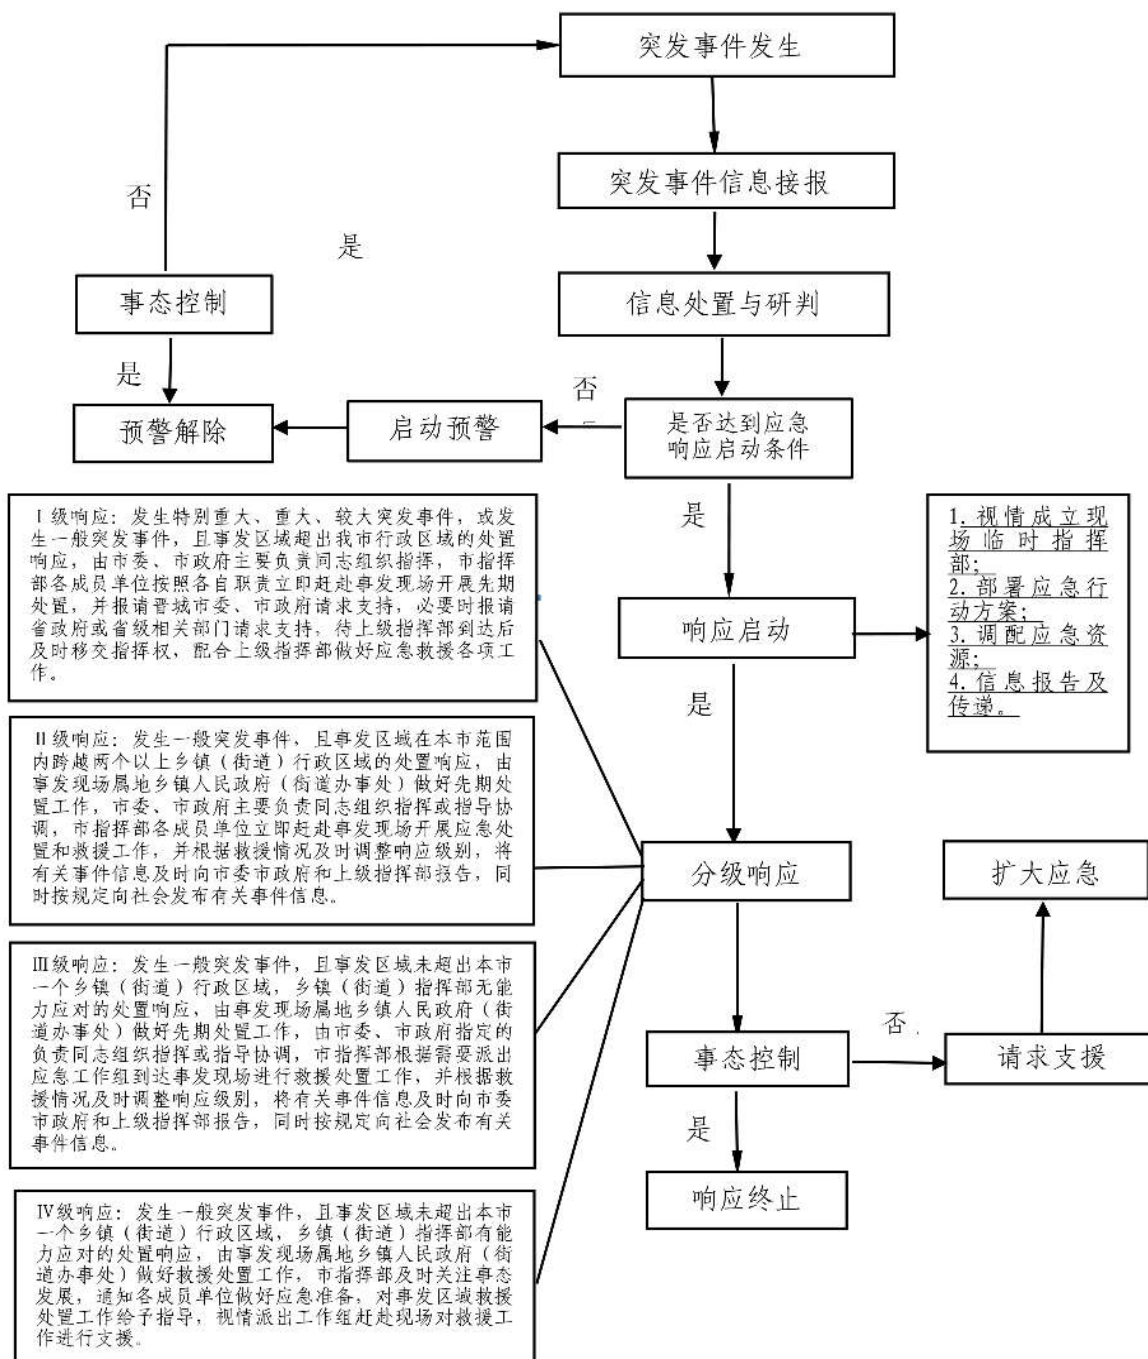 突发事件发生
突发事件信息接报
否
是
事态控制
信息处置与研判
是
否
预警解除
启动预警
是否达到应急
响应启动条件
Ⅰ级响应：发生特别重大、重大、较大突发事件，或发
生一般突发事件，且事发区域超出我市行政区域的处置
响应，由市委、市政府主要负责同志组织指挥，市指挥
部各成员单位按照各自职责立即赶赴事发现场开展先期
处置，并报请晋城市委、市政府请求支持，必要时报请
省政府或省级相关部门请求支持，待上级指挥部到达后
及时移交指挥权，配合上级指挥部做好应急救援各项工
作。
是
响应启动
1.视情成立现
场临时指挥
部；
2.部署应急行
动方案；
3.调配应急资
源；
4.信息报告及
传递。
是
Ⅱ级响应：发生一般突发事件，且事发区域在本市范围
内跨越两个以上乡镇（街道）行政区域的处置响应，由
事发现场属地乡镇人民政府（街道办事处）做好先期处
置工作，市委、市政府主要负责同志组织指挥或指导协
调，市指挥部各成员单位立即赶赴事发现场开展应急处
置和救援工作，并根据救援情况及时调整响应级别，将
有关事件信息及时向市委市政府和上级指挥部报告，同
时按规定向社会发布有关事件信息。
分级响应
扩大应急
Ⅲ级响应：发生一般突发事件，且事发区域未超出本市
一个乡镇（街道）行政区域，乡镇（街道）指挥部无能
力应对的处置响应，由事发现场属地乡镇人民政府（街
道办事处）做好先期处置工作，由市委、市政府指定的
负责同志组织指挥或指导协调，市指挥部根据需要派出
应急工作组到达事发现场进行救援处置工作，并根据救
援情况及时调整响应级别，将有关事件信息及时向市委
市政府和上级指挥部报告，同时按规定向社会发布有关
事件信息。
否
事态控制
请求支援
是
响应终止
Ⅳ级响应：发生一般突发事件，且事发区域未超出本市
一个乡镇（街道）行政区域，乡镇（街道）指挥部有能
力应对的处置响应，由事发现场属地乡镇人民政府（街
道办事处）做好救援处置工作，市指挥部及时关注事态
发展，通知各成员单位做好应急准备，对事发区域救援
处置工作给予指导，视情派出工作组赶赴现场对救援工
作进行支援。